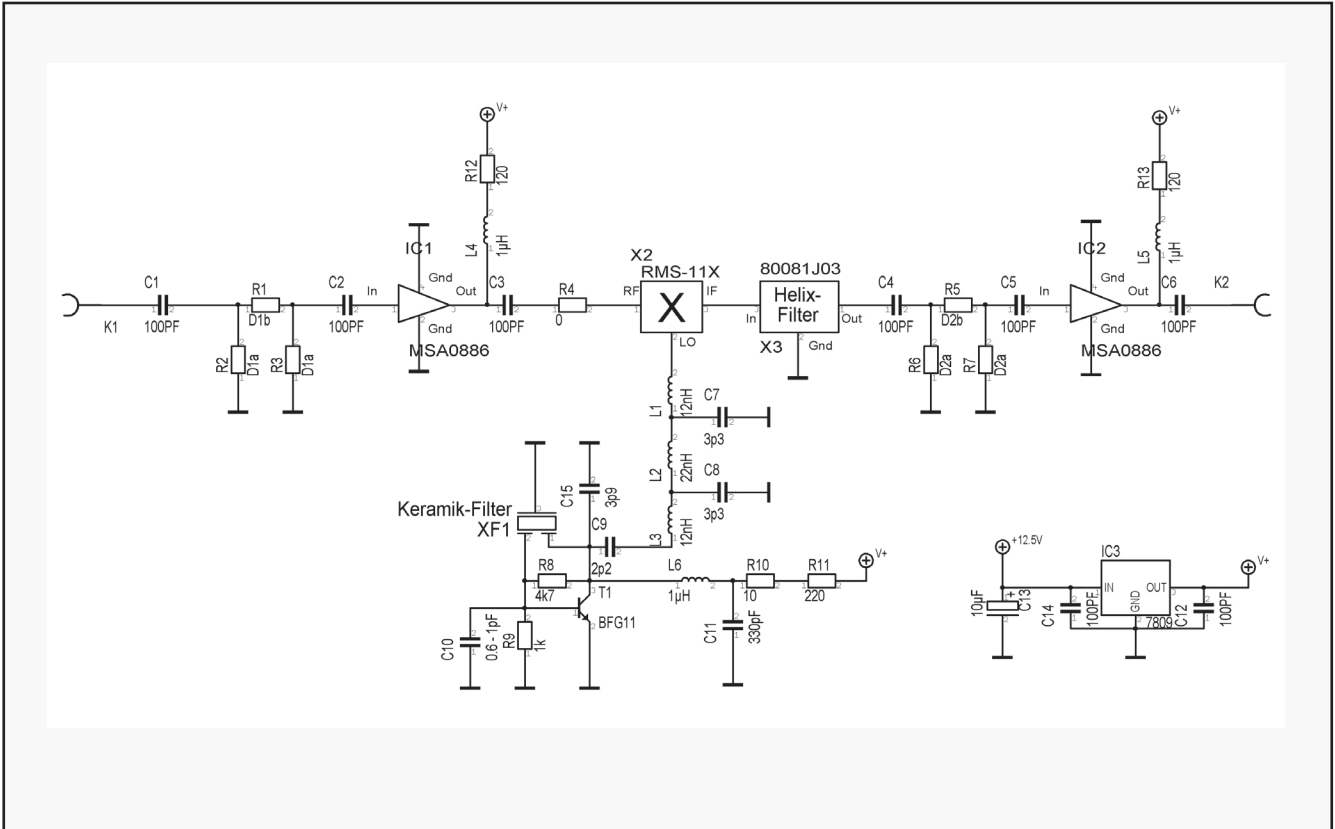 V+
V+
R12
120
R13
120
L4
1µH
L5
1µH
IC1
IC2
X2
RMS-11X
80081J03
Helix-
Filter
C1
R1
C2
In
Gnd
Out
C3
R4
RF
X
IF
In
Out
C4
R5
C5
In
Gnd
Out
C6
K2
K1
100PF
D1b
100PF
Gnd
MSA0886
100PF
0
LO
X3
Gnd
100PF
D2b
100PF
Gnd
MSA0886
100PF
R2
D1a
R3
D1a
R6
D2a
R7
D2a
L1
12nH
C7
3p3
L2
22nH
C8
3p3
L3
12nH
Keramik-Filter
XF1
C15
3p9
C9
2p2
R8
4k7
T1
BFG11
L6
1µH
R10
10
R11
220
V+
C10
0.6 - 1pF
R9
1k
C11
330pF
+12.5V
IC3
V+
IN
OUT
GND
7809
10µF
+
C13
C14
100PF
C12
100PF